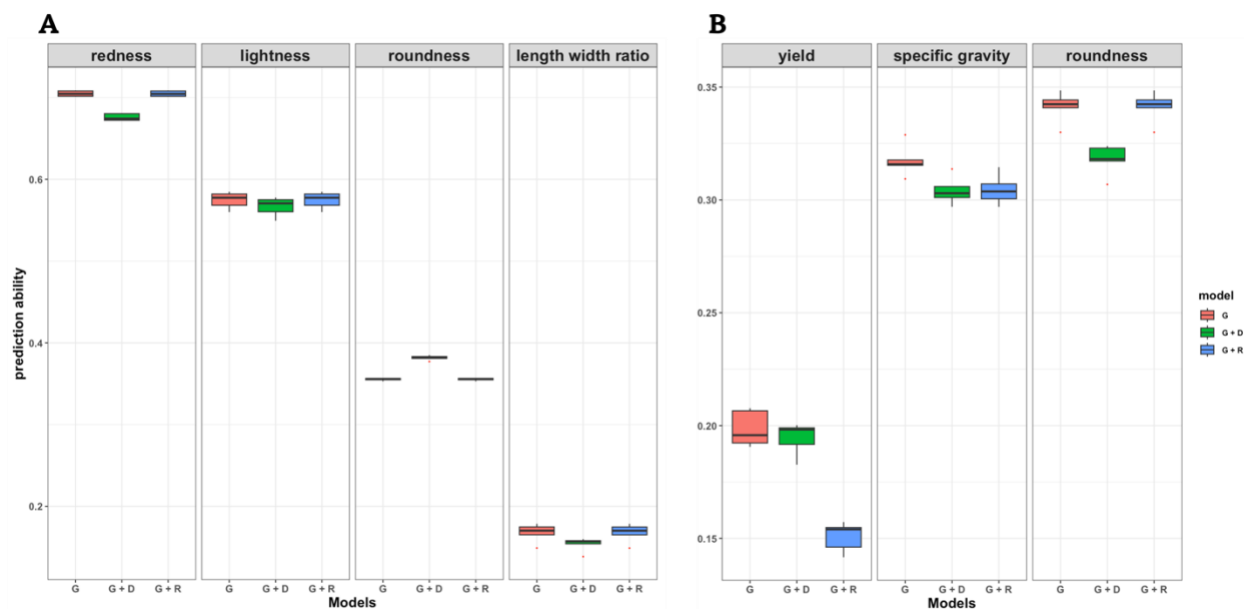 A
redness lightness roundness length width ratio
prediction ability
0.6
0.4
0.2
G G + D G + R G G + D G + R G G + D G + R G G + D G + R
Models
B
yield specific gravity roundness
0.35
0.30
0.25
0.20
0.15
G G + D G + R G G + D G + R G G + D G + R
Models
model
G
G + D
G + R